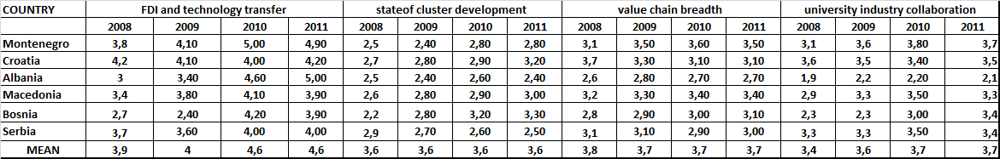 COUNTRY FDI and technology transfer stateof cluster development value chain breadth university industry collaboration
2008 2009 2010 2011 2008 2009 2010 2011 2008 2009 2010 2011 2008 2009 2010 2011
Montenegro 3,8 4,10 5,00 4,90 2,5 2,40 2,80 2,80 3,1 3,50 3,60 3,50 3,1 3,6 3,80 3,7
Croatia 4,2 4,10 4,00 4,20 2,7 2,80 2,90 3,20 3,7 3,30 3,10 3,10 3,6 3,5 3,40 3,5
Albania 3 3,40 4,60 5,00 2,5 2,40 2,60 2,40 2,6 2,80 2,70 2,70 1,9 2,2 2,20 2,1
Macedonia 3,4 3,80 4,10 3,90 2,6 2,80 2,90 3,00 3,2 3,30 3,40 3,40 2,9 3,3 3,50 3,3
Bosnia 2,7 2,40 4,20 3,90 2,2 2,80 3,20 3,30 2,8 2,90 3,00 3,10 2,3 2,3 3,00 3,4
Serbia 3,7 3,60 4,00 4,00 2,9 2,70 2,60 2,50 3,1 3,10 2,90 3,00 3,3 3,3 3,50 3,4
MEAN 3,9 4 4,6 4,6 3,6 3,6 3,6 3,6 3,8 3,7 3,7 3,7 3,4 3,6 3,7 3,7